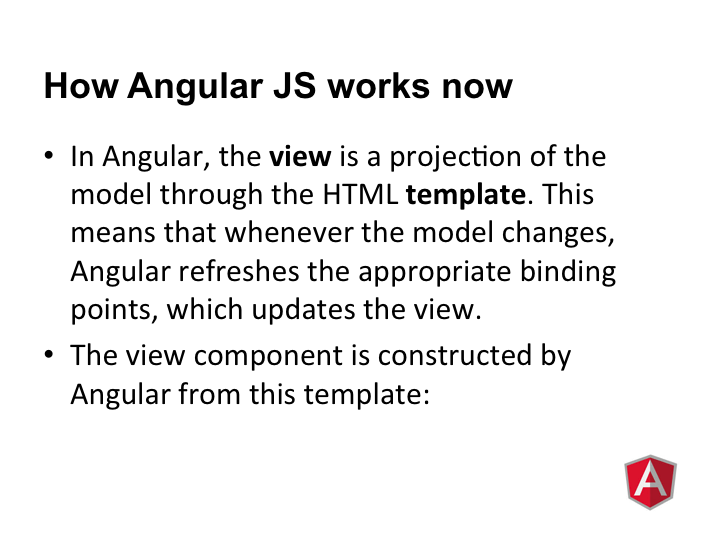 How Angular JS works now
• In Angular, the view is a projection of the
model through the HTML template. This
means that whenever the model changes,
Angular refreshes the appropriate binding
points, which updates the view.
• The view component is constructed by
Angular from this template:
A